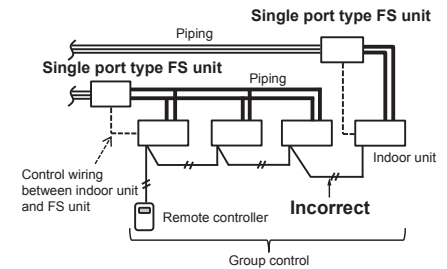 Single port type FS unit
Piping
Single port type FS unit
Piping
Indoor unit
Control wiring
between indoor unit
and FS unit
Remote controller
Incorrect
Group control